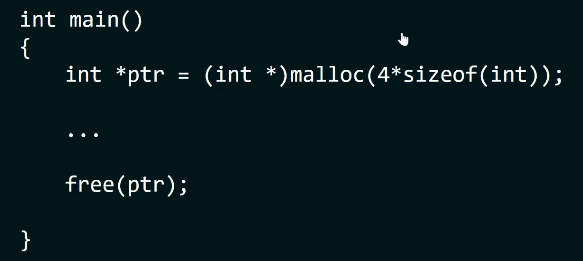 int main()
{
int *ptr = (int *)malloc(4*sizeof(int));
...
free(ptr);
}